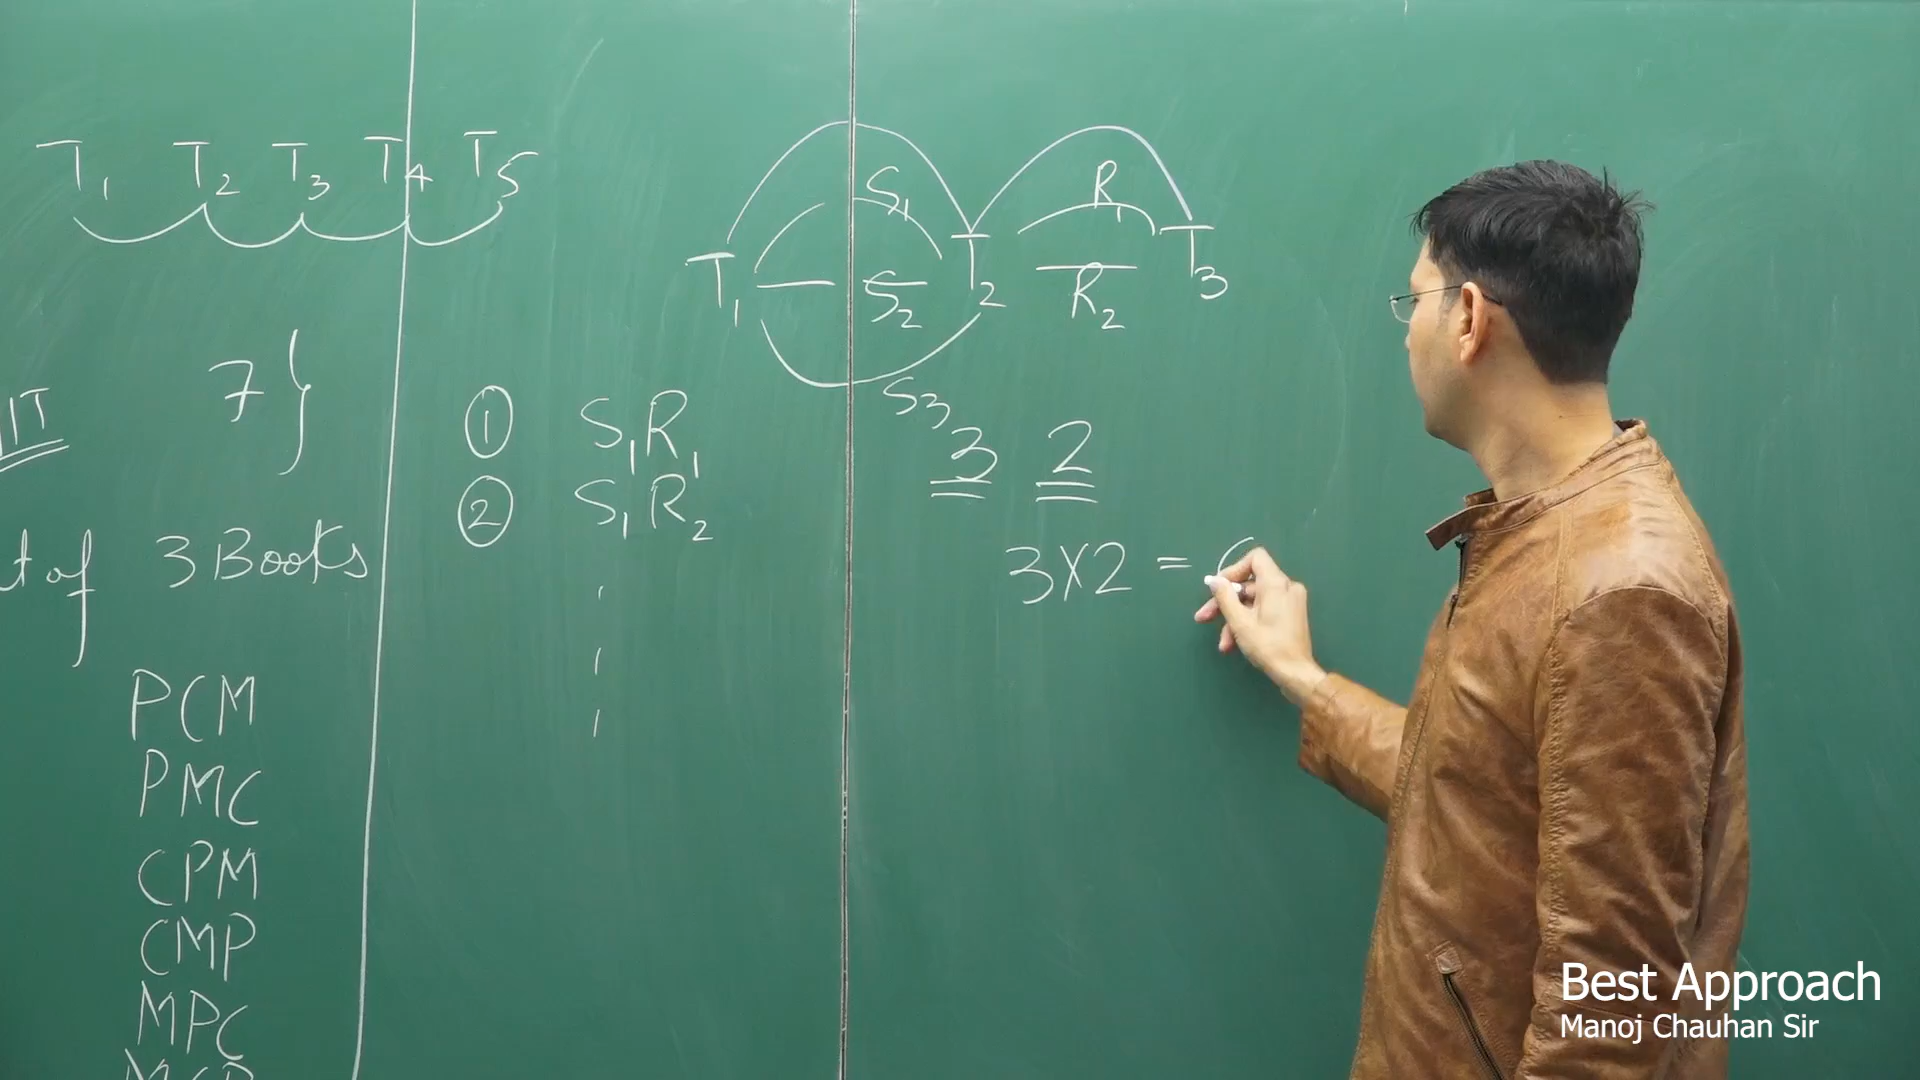 T1 T2 T3 T4 T5
7}
IIT
t of 3 Books
PCM
PMC
CPM
CMP
MPC
① S1R1
② S1R2
T1 S1 T2 R1 T3
S2 R2
S3
3 2
3X2 =
Best Approach
Manoj Chauhan Sir